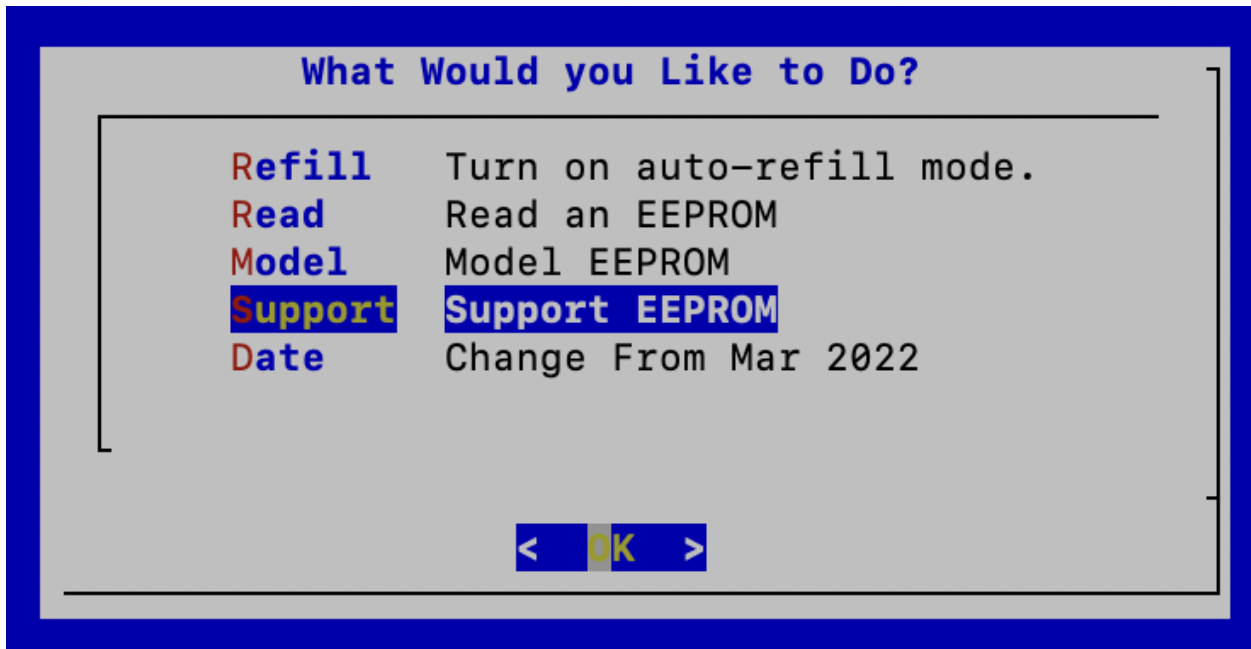 What Would you Like to Do?
Refill Turn on auto-refill mode.
Read Read an EEPROM
Model Model EEPROM
Support Support EEPROM
Date Change From Mar 2022
< OK >